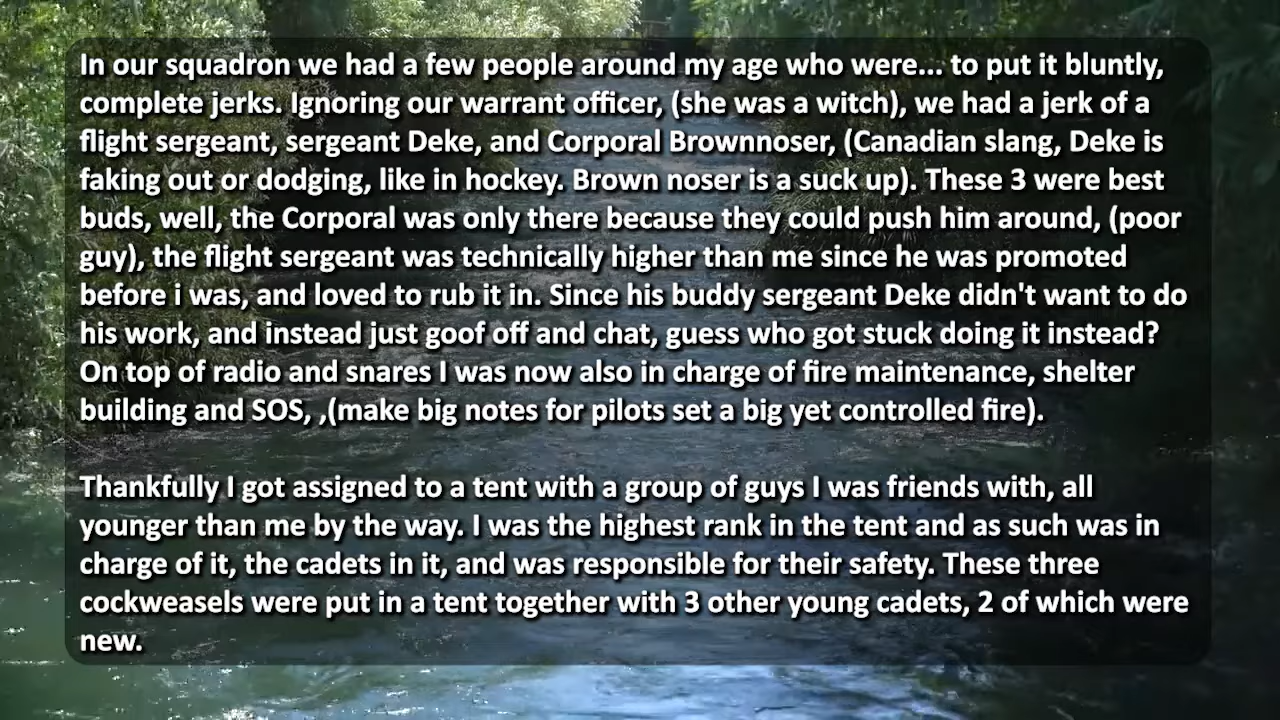 In our squadron we had a few people around my age who were... to put it bluntly,
complete jerks. Ignoring our warrant officer, (she was a witch), we had a jerk of a
flight sergeant, sergeant Deke, and Corporal Brownnoser, (Canadian slang, Deke is
faking out or dodging, like in hockey. Brown noser is a suck up). These 3 were best
buds, well, the Corporal was only there because they could push him around, (poor
guy), the flight sergeant was technically higher than me since he was promoted
before i was, and loved to rub it in. Since his buddy sergeant Deke didn't want to do
his work, and instead just goof off and chat, guess who got stuck doing it instead?
On top of radio and snares I was now also in charge of fire maintenance, shelter
building and SOS, ,(make big notes for pilots set a big yet controlled fire).
Thankfully I got assigned to a tent with a group of guys I was friends with, all
younger than me by the way. I was the highest rank in the tent and as such was in
charge of it, the cadets in it, and was responsible for their safety. These three
cockweasels were put in a tent together with 3 other young cadets, 2 of which were
new.